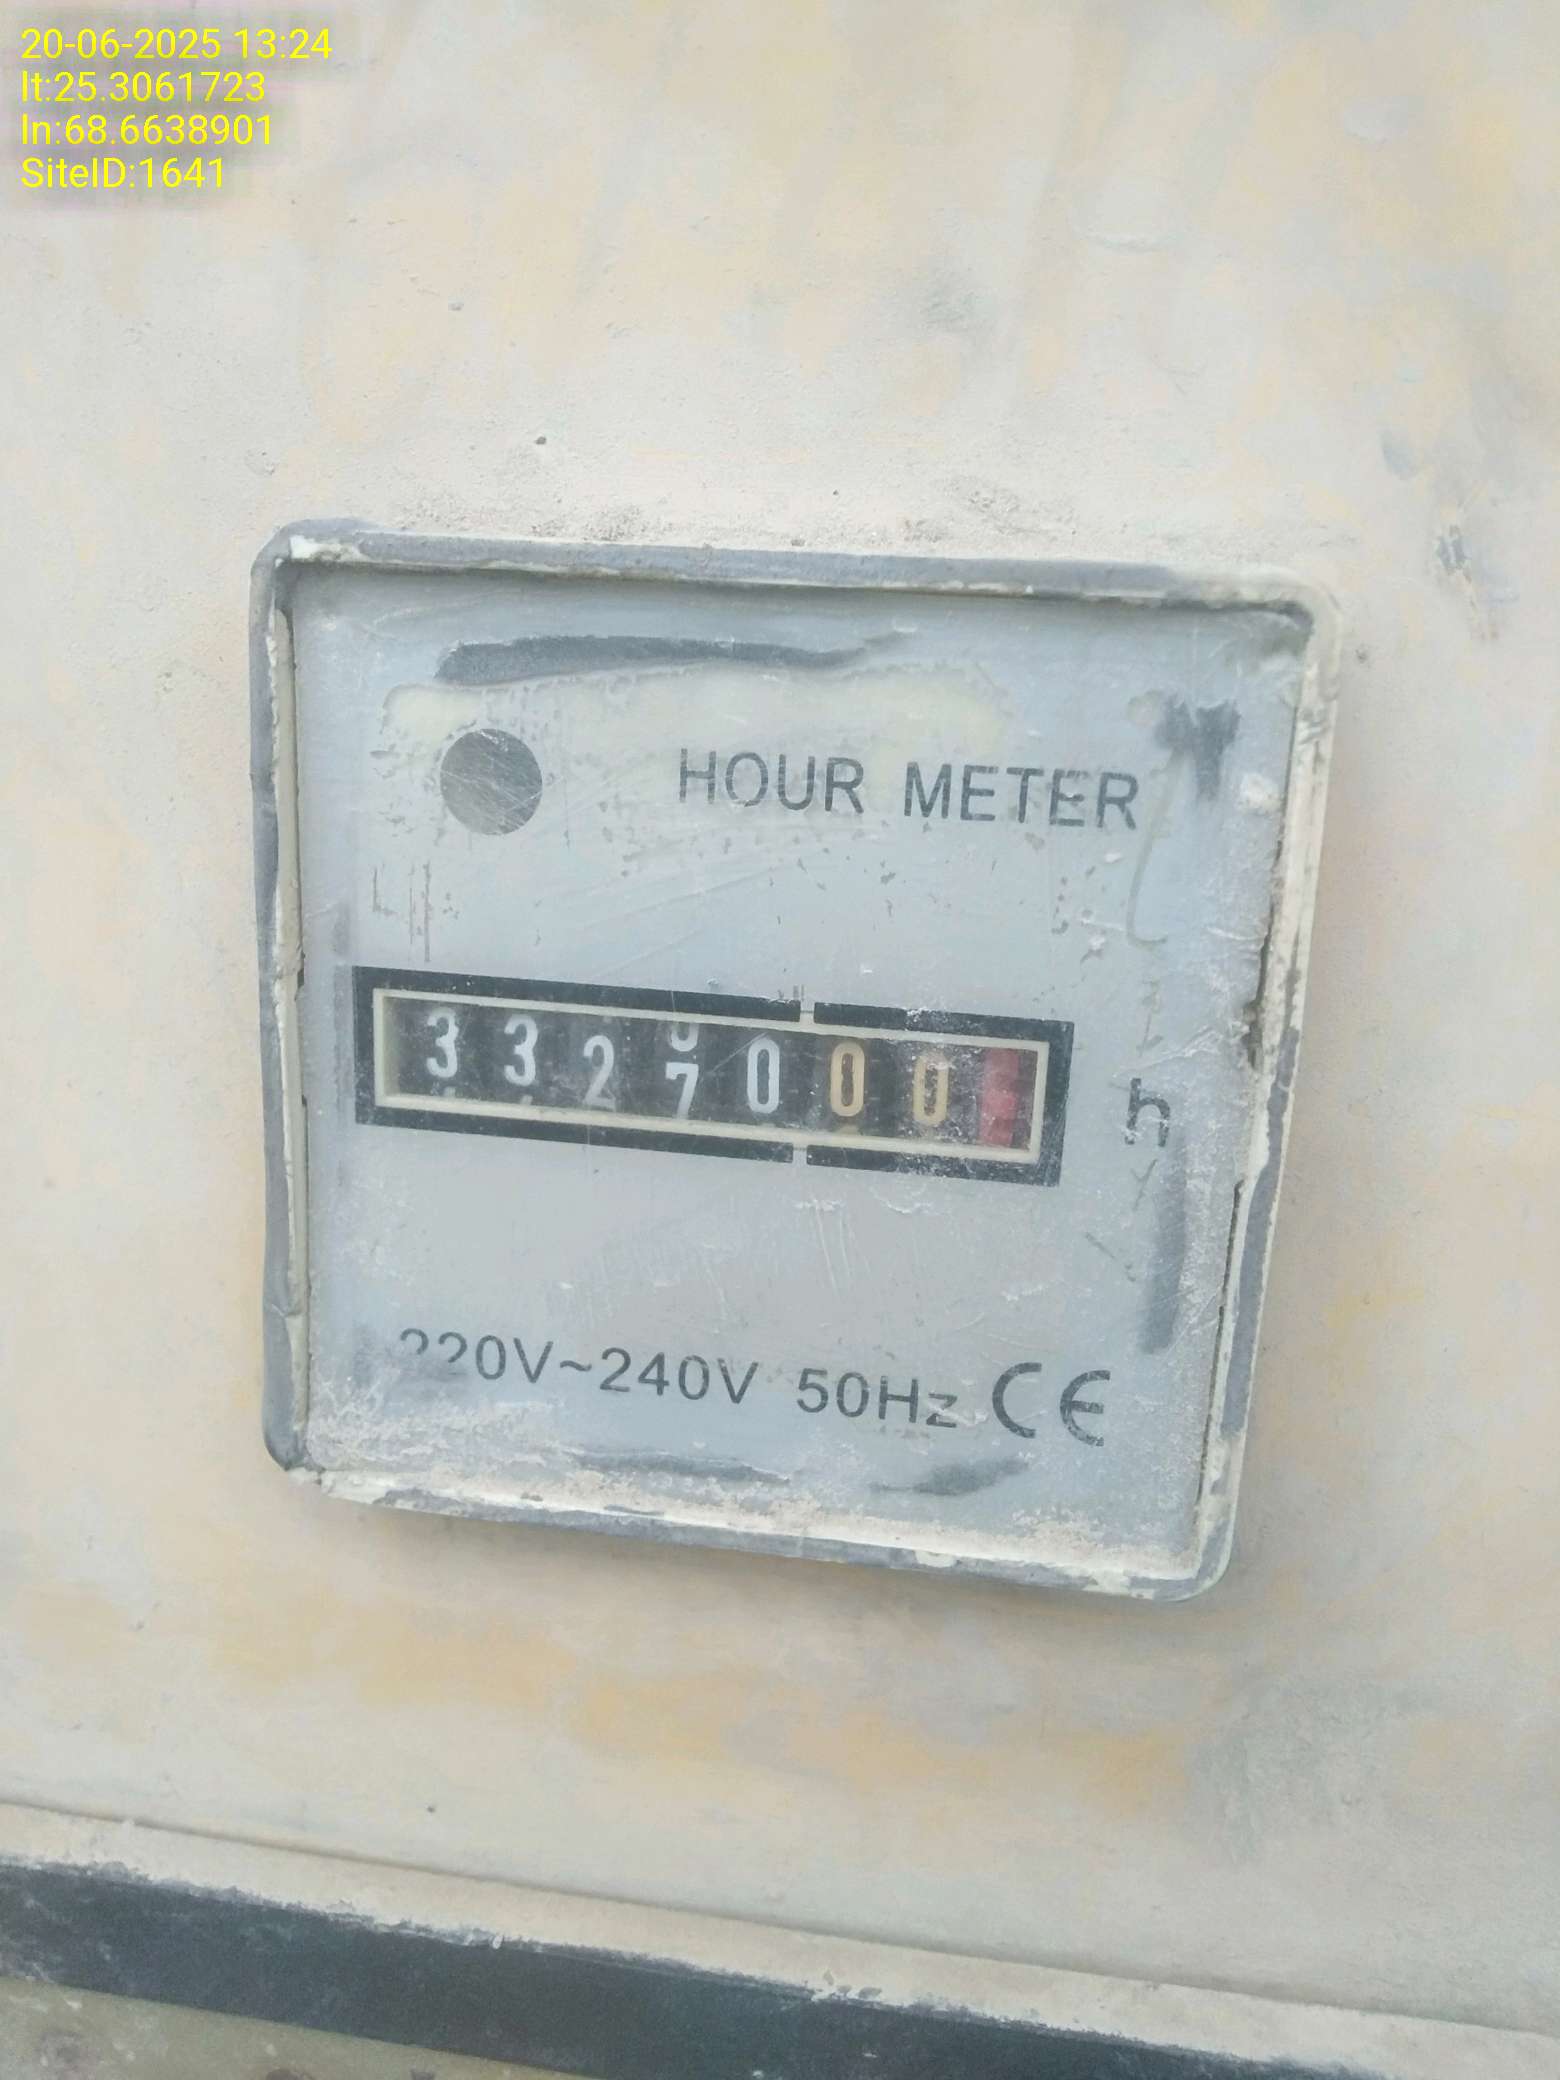 20-06-2025 13:24
lt:25.3061723
ln:68.6638901
SiteID:1641
HOUR METER
3327000
h
220V~240V 50Hz CE